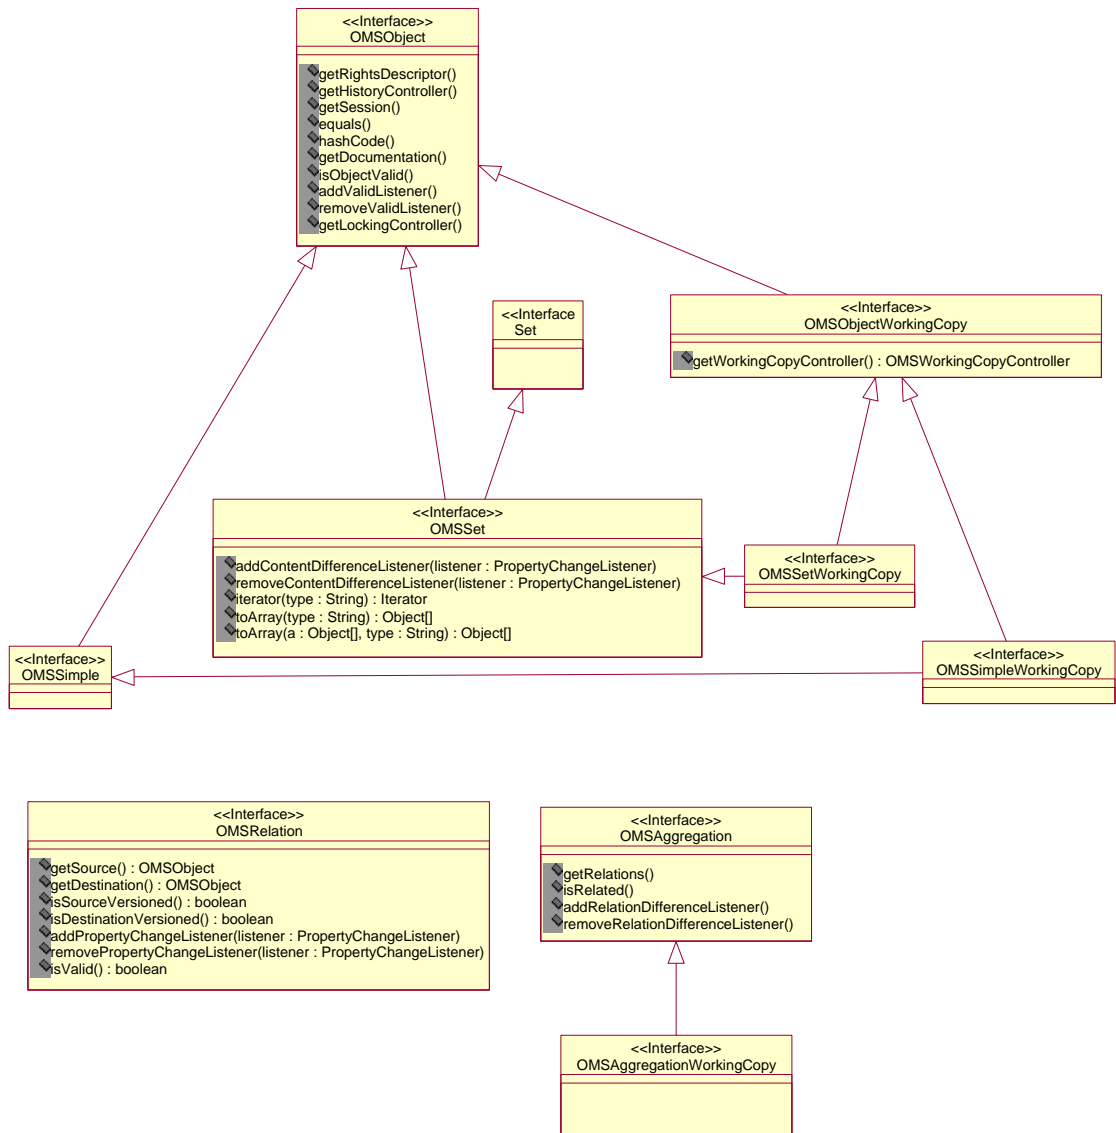 <<Interface>>
OMSObject
getRightsDescriptor()
getHistoryController()
getSession()
equals()
hashCode()
getDocumentation()
isObjectValid()
addValidListener()
removeValidListener()
getLockingController()
<<Interface
Set
<<Interface>>
OMSObjectWorkingCopy
getWorkingCopyController() : OMSWorkingCopyController
<<Interface>>
OMSSet
addContentDifferenceListener(listener : PropertyChangeListener)
removeContentDifferenceListener(listener : PropertyChangeListener)
iterator(type : String) : Iterator
toArray(type : String) : Object[]
toArray(a : Object[], type : String) : Object[]
<<Interface>>
OMSSetWorkingCopy
<<Interface>>
OMSSimple
<<Interface>>
OMSSimpleWorkingCopy
<<Interface>>
OMSRelation
getSource() : OMSObject
getDestination() : OMSObject
isSourceVersioned() : boolean
isDestinationVersioned() : boolean
addPropertyChangeListener(listener : PropertyChangeListener)
removePropertyChangeListener(listener : PropertyChangeListener)
isValid() : boolean
<<Interface>>
OMSAggregation
getRelations()
isRelated()
addRelationDifferenceListener()
removeRelationDifferenceListener()
<<Interface>>
OMSAggregationWorkingCopy